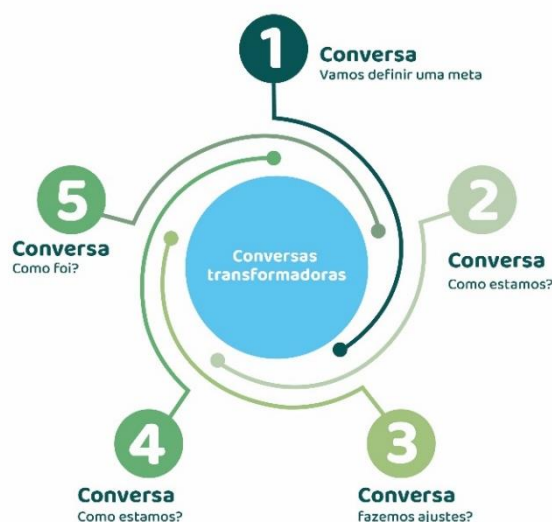 1
Conversa
Vamos definir uma meta
2
Conversa
Como estamos?
3
Conversa
fazemos ajustes?
4
Conversa
Como estamos?
5
Conversa
Como foi?
Conversas
transformadoras